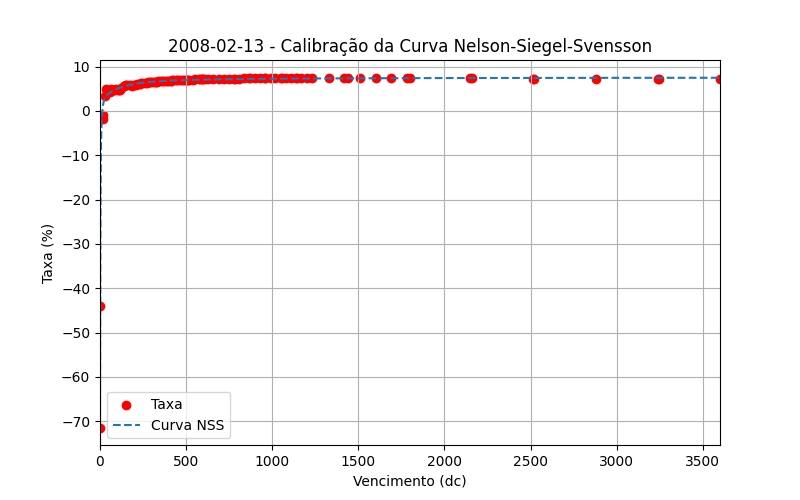 2008-02-13 - Calibração da Curva Nelson-Siegel-Svensson
Taxa (%)
10
0
−10
−20
−30
−40
−50
−60
−70
Taxa
Curva NSS
0 500 1000 1500 2000 2500 3000 3500
Vencimento (dc)